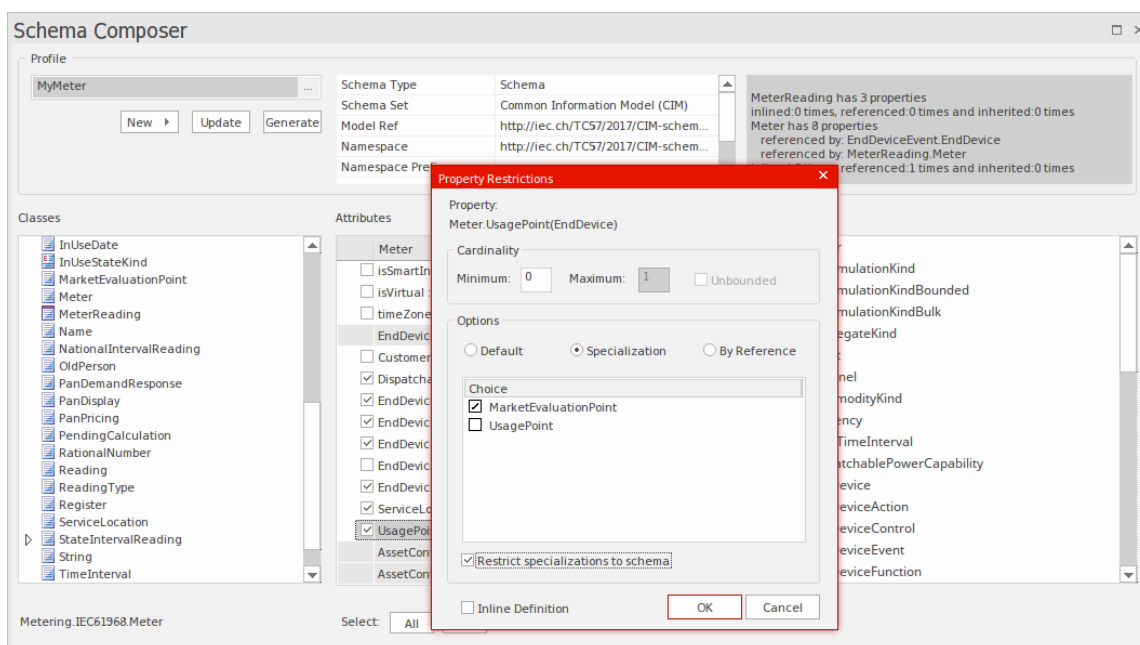 Schema Composer
Profile
MyMeter ...
New Update Generate
Schema Type Schema
Schema Set Common Information Model (CIM)
Model Ref http://iec.ch/TC57/2017/CIM-schem...
Namespace http://iec.ch/TC57/2017/CIM-schem...
Namespace
MeterReading has 3 properties
inlined:0 times, referenced:0 times and inherited:0 times
Meter has 8 properties
referenced by: EndDeviceEvent.EndDevice
referenced by: MeterReading.Meter
referenced:1 times and inherited:0 times
Classes
InUseDate
InUseStateKind
MarketEvaluationPoint
Meter
MeterReading
Name
NationalIntervalReading
OldPerson
PanDemandResponse
PanDisplay
PanPricing
PendingCalculation
RationalNumber
Reading
ReadingType
Register
ServiceLocation
StateIntervalReading
String
TimeInterval
Attributes
Meter
isSmartIn
isVirtual :
timeZone
EndDevic
Customer
Dispatcha
EndDevic
EndDevic
EndDevic
EndDevic
EndDevic
ServiceLo
UsagePoi
AssetCon
AssetCon
Property Restrictions
Property:
Meter.UsagePoint(EndDevice)
Cardinality
Minimum: 0 Maximum: 1 Unbounded
Options
Default Specialization By Reference
Choice
MarketEvaluationPoint
UsagePoint
Restrict specializations to schema
Inline Definition OK Cancel
mulationKind
mulationKindBounded
mulationKindBulk
egateKind
nel
modityKind
ency
TimeInterval
atchablePowerCapability
evice
eviceAction
eviceControl
eviceEvent
eviceFunction
Metering.IEC61968.Meter
Select: All